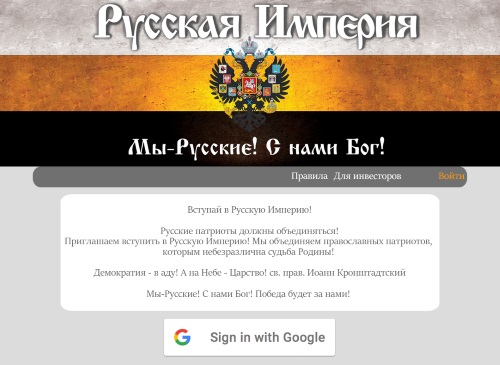 Русская Империя
Мы-Русские! С нами Бог!
Правила Для инвесторов Войти
Вступай в Русскую Империю!
Русские патриоты должны объединяться!
Приглашаем вступить в Русскую Империю! Мы объединяем православных патриотов,
которым небезразлична судьба Родины!
Демократия - в аду! А на Небе - Царство! св. прав. Иоанн Кронштадтский
Мы-Русские! С нами Бог! Победа будет за нами!
Sign in with Google